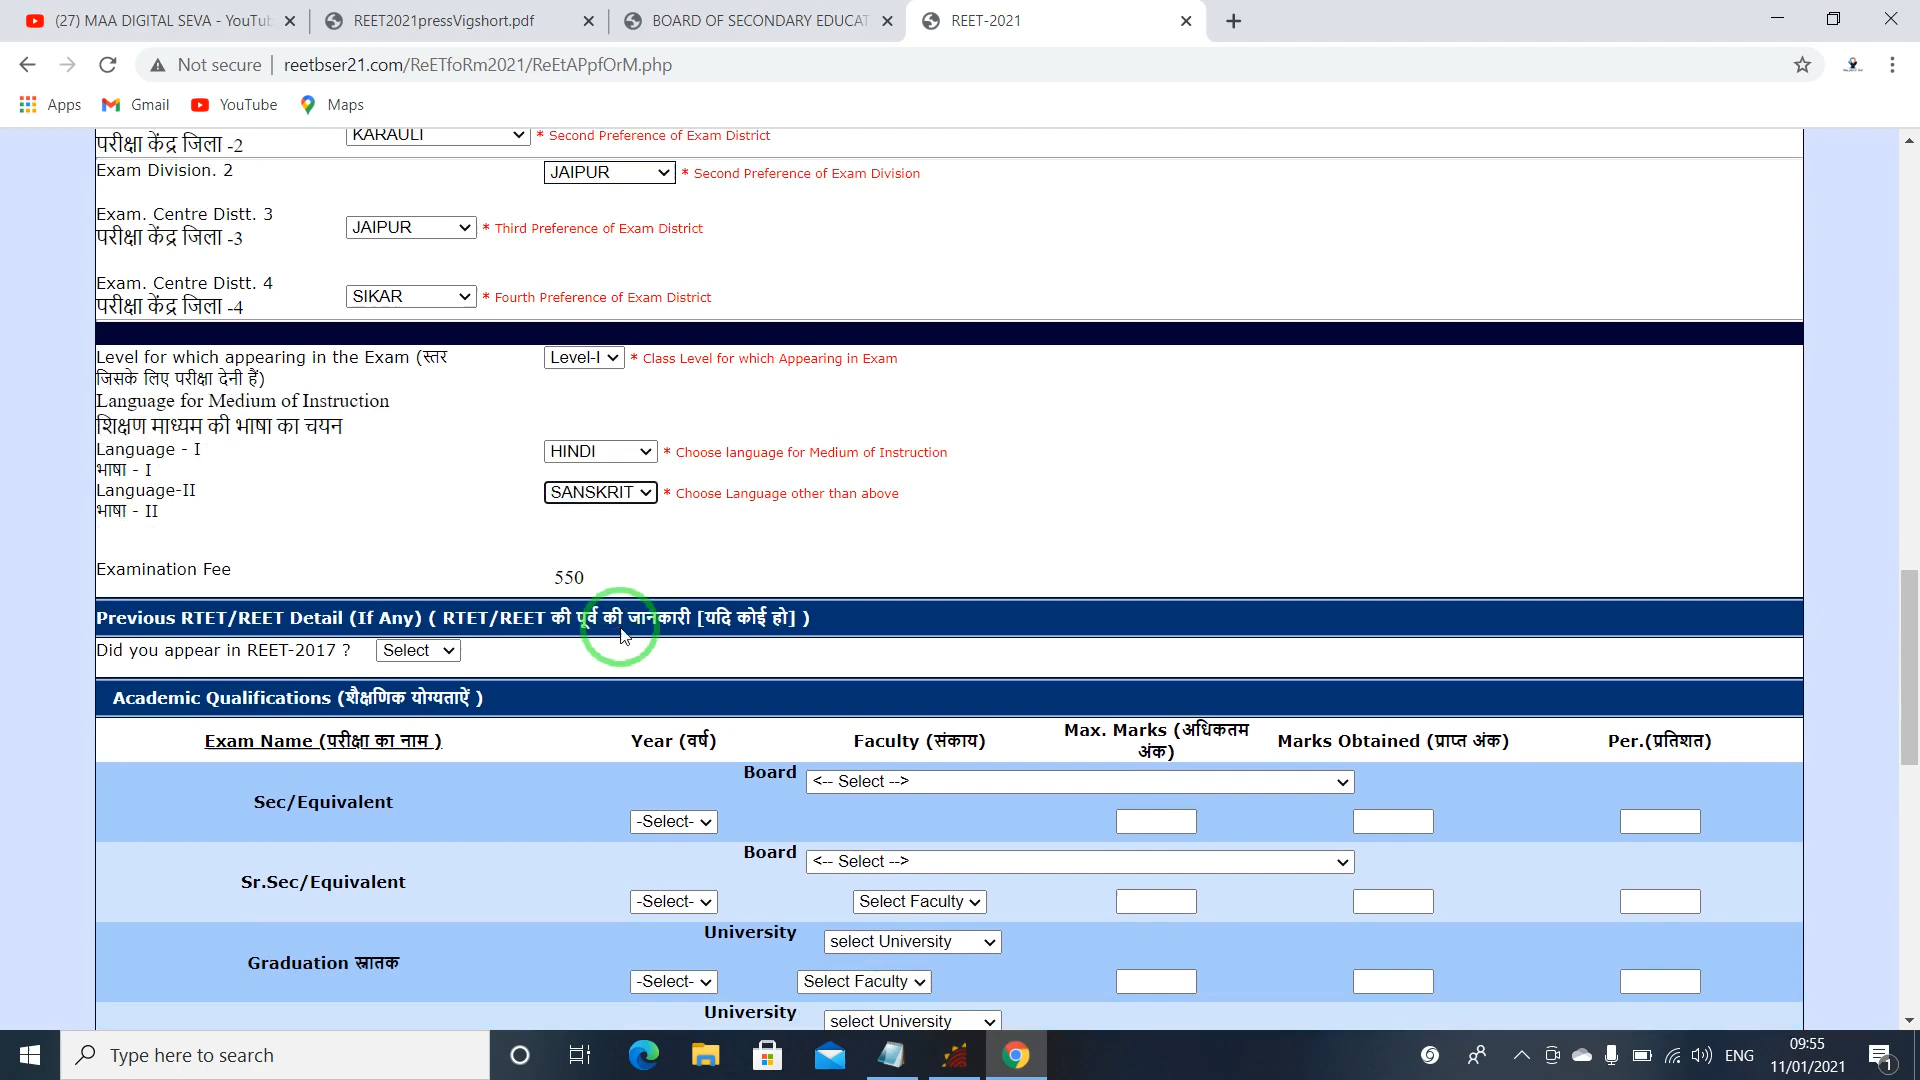 (27) MAA DIGITAL SEVA - YouTub
REET2021pressVigshort.pdf
BOARD OF SECONDARY EDUCAT
REET-2021
Not secure
reetbser21.com/ReETfoRm2021/ReEtAPpfOrM.php
Apps
Gmail
YouTube
Maps
परीक्षा केंद्र जिला -2
KARAULI
* Second Preference of Exam District
Exam Division. 2
JAIPUR
* Second Preference of Exam Division
Exam. Centre Distt. 3
परीक्षा केंद्र जिला -3
JAIPUR
* Third Preference of Exam District
Exam. Centre Distt. 4
परीक्षा केंद्र जिला -4
SIKAR
* Fourth Preference of Exam District
Level for which appearing in the Exam (स्तर
जिसके लिए परीक्षा देनी हैं)
Level-I
* Class Level for which Appearing in Exam
Language for Medium of Instruction
शिक्षण माध्यम की भाषा का चयन
Language - I
भाषा - I
HINDI
* Choose language for Medium of Instruction
Language-II
भाषा - II
SANSKRIT
* Choose Language other than above
Examination Fee
550
Previous RTET/REET Detail (If Any) ( RTET/REET की पूर्व की जानकारी [यदि कोई हो] )
Did you appear in REET-2017 ?
Select
Academic Qualifications (शैक्षणिक योग्यताऐं )
Exam Name (परीक्षा का नाम )
Year (वर्ष)
Faculty (संकाय)
Max. Marks (अधिकतम
अंक)
Marks Obtained (प्राप्त अंक)
Per.(प्रतिशत)
Sec/Equivalent
Board
<-- Select -->
-Select-
Sr.Sec/Equivalent
Board
<-- Select -->
-Select-
Select Faculty
Graduation स्नातक
University
select University
-Select-
Select Faculty
University
select University
Type here to search
ENG
09:55
11/01/2021
1